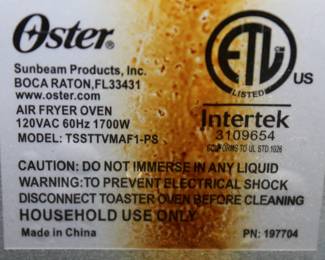 Oster®
Sunbeam Products, Inc.
BOCA RATON,FL33431
www.oster.com
AIR FRYER OVEN
120VAC 60Hz 1700W
MODEL: TSSTTVMAF1-PS
ETL CM
LISTED
US
Intertek
3109654
CONFORMS TO UL STD.1026
CAUTION: DO NOT IMMERSE IN ANY LIQUID
WARNING:TO PREVENT ELECTRICAL SHOCK
DISCONNECT TOASTER OVEN BEFORE CLEANING
HOUSEHOLD USE ONLY
Made in China
PN: 197704